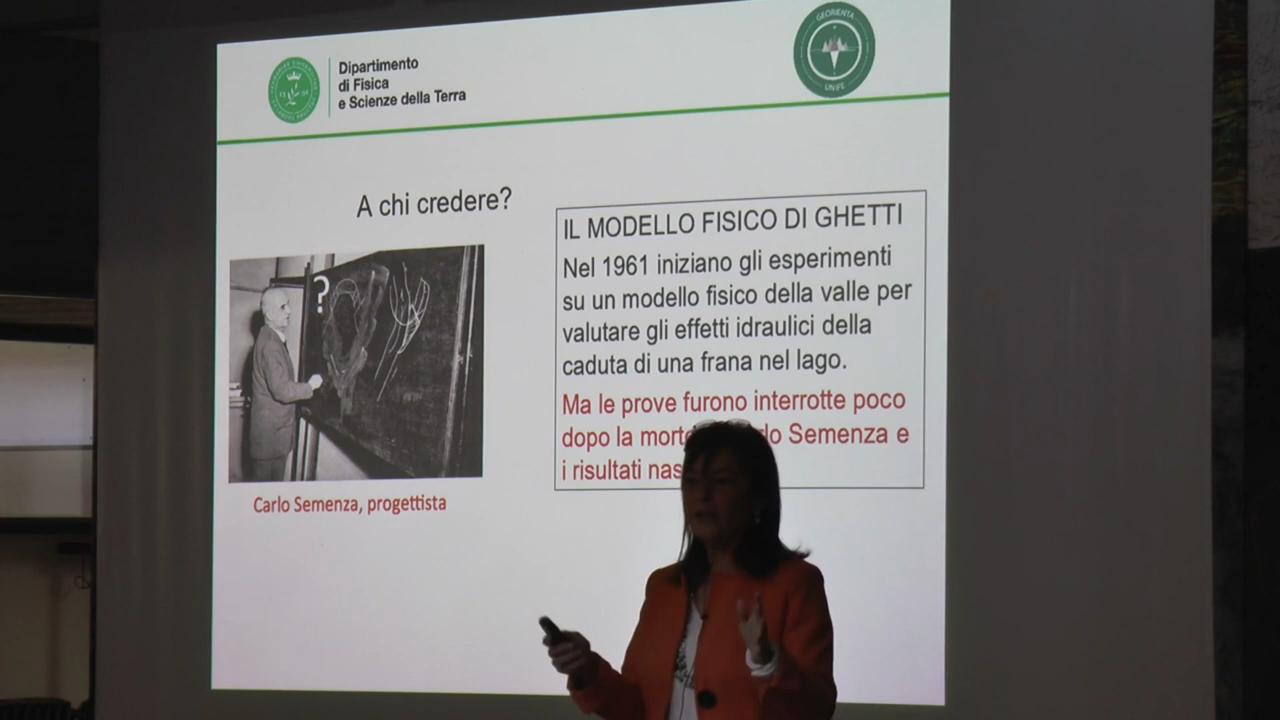 Dipartimento
di Fisica
e Scienze della Terra
GEORIENTA
UNIFE
A chi credere?
?
Carlo Semenza, progettista
IL MODELLO FISICO DI GHETTI
Nel 1961 iniziano gli esperimenti
su un modello fisico della valle per
valutare gli effetti idraulici della
caduta di una frana nel lago.
Ma le prove furono interrotte poco
dopo la Semenza e
i risultati